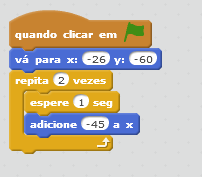 quando clicar em
vá para x: -26 y: -60
repita 2 vezes
espere 1 seg
adicione -45 a x